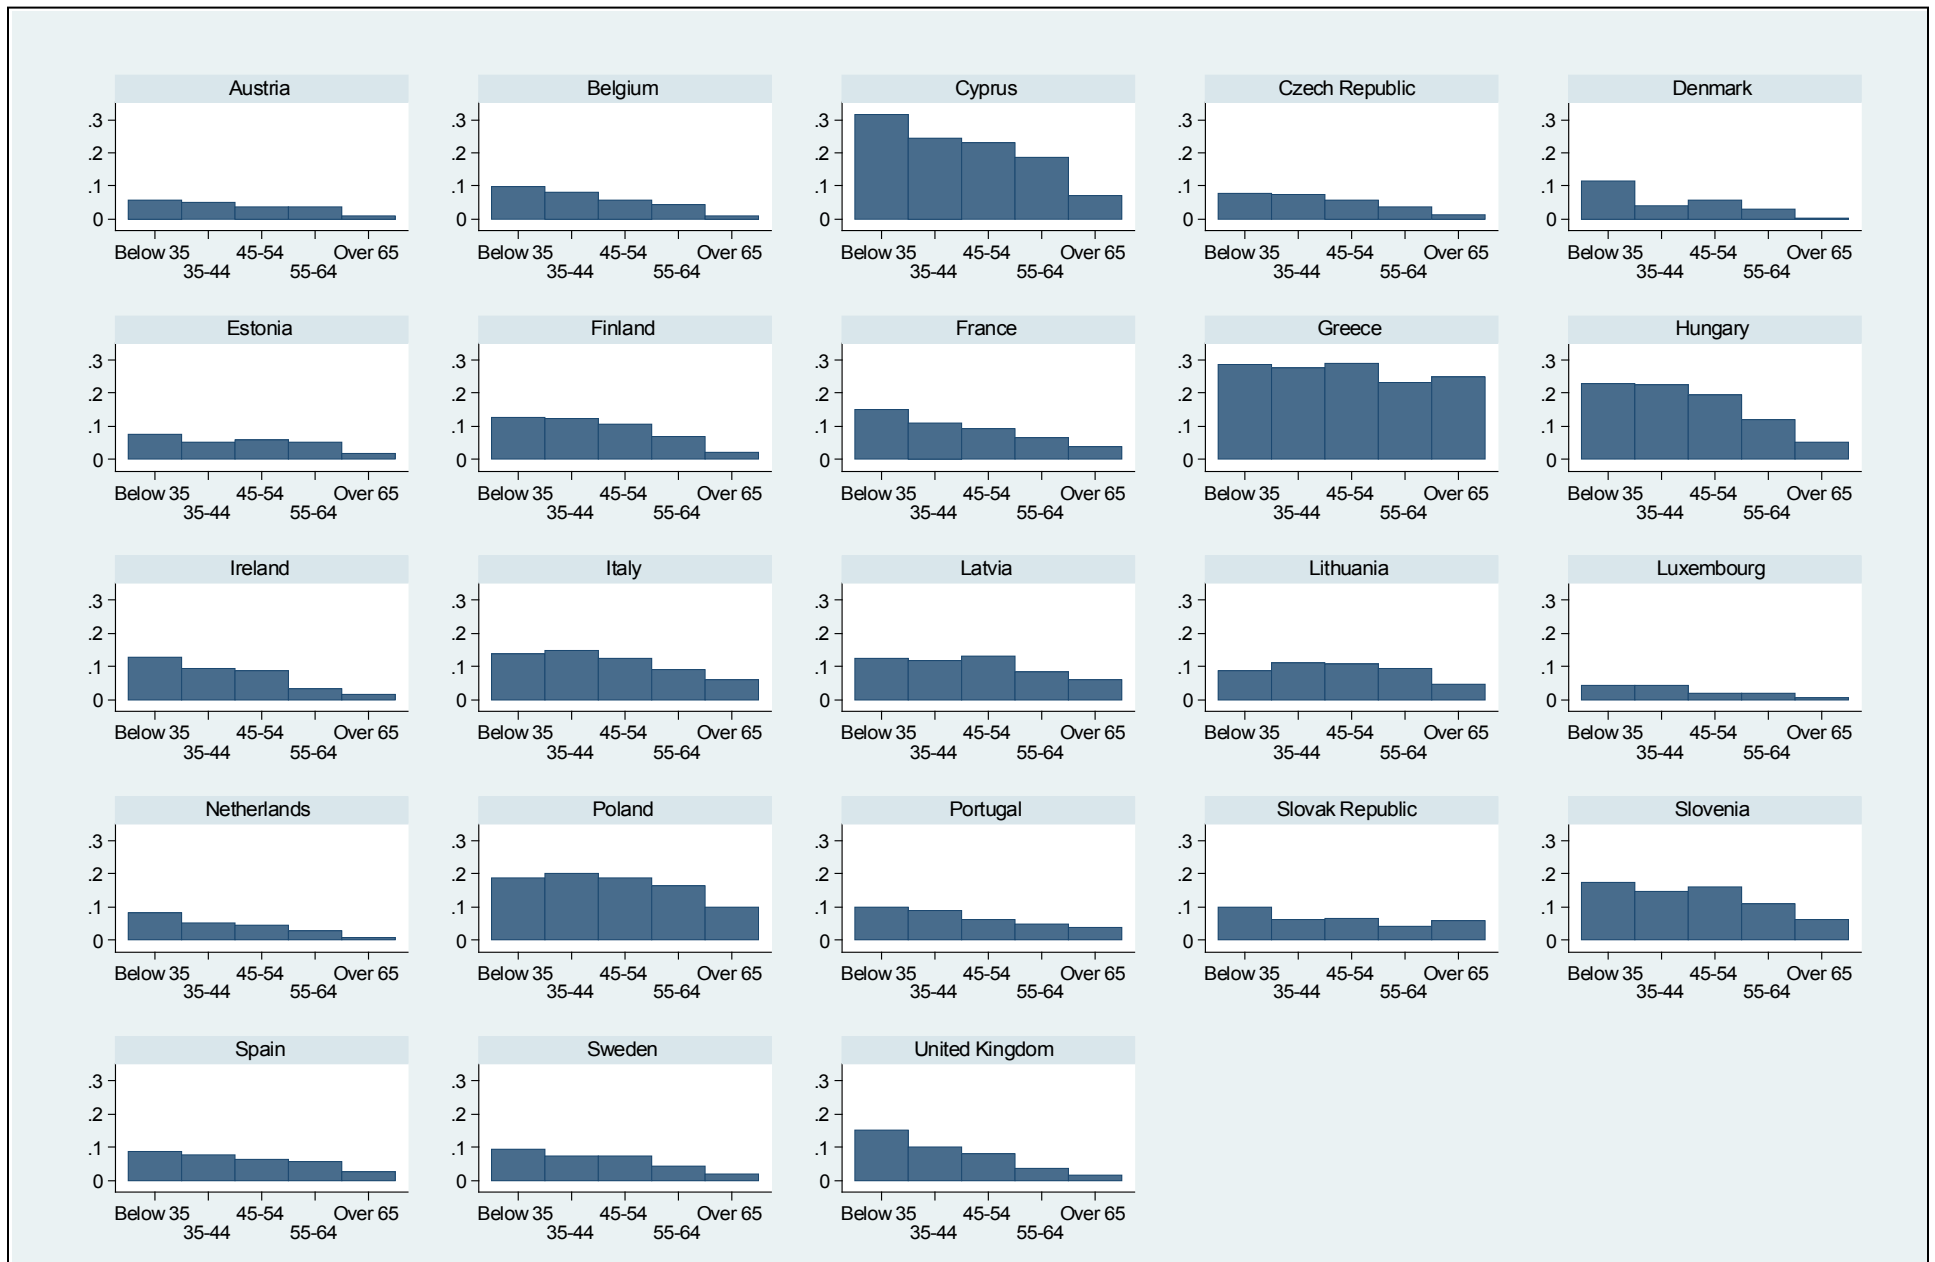 Austria Belgium Cyprus Czech Republic Denmark
.3 .3 .3 .3 .3
.2 .2 .2 .2 .2
.1 .1 .1 .1 .1
0 0 0 0 0
Below 35 45-54 Over 65 Below 35 45-54 Over 65 Below 35 45-54 Over 65 Below 35 45-54 Over 65 Below 35 45-54 Over 65
35-44 55-64 35-44 55-64 35-44 55-64 35-44 55-64 35-44 55-64
Estonia Finland France Greece Hungary
.3 .3 .3 .3 .3
.2 .2 .2 .2 .2
.1 .1 .1 .1 .1
0 0 0 0 0
Below 35 45-54 Over 65 Below 35 45-54 Over 65 Below 35 45-54 Over 65 Below 35 45-54 Over 65 Below 35 45-54 Over 65
35-44 55-64 35-44 55-64 35-44 55-64 35-44 55-64 35-44 55-64
Ireland Italy Latvia Lithuania Luxembourg
.3 .3 .3 .3 .3
.2 .2 .2 .2 .2
.1 .1 .1 .1 .1
0 0 0 0 0
Below 35 45-54 Over 65 Below 35 45-54 Over 65 Below 35 45-54 Over 65 Below 35 45-54 Over 65 Below 35 45-54 Over 65
35-44 55-64 35-44 55-64 35-44 55-64 35-44 55-64 35-44 55-64
Netherlands Poland Portugal Slovak Republic Slovenia
.3 .3 .3 .3 .3
.2 .2 .2 .2 .2
.1 .1 .1 .1 .1
0 0 0 0 0
Below 35 45-54 Over 65 Below 35 45-54 Over 65 Below 35 45-54 Over 65 Below 35 45-54 Over 65 Below 35 45-54 Over 65
35-44 55-64 35-44 55-64 35-44 55-64 35-44 55-64 35-44 55-64
Spain Sweden United Kingdom
.3 .3 .3
.2 .2 .2
.1 .1 .1
0 0 0
Below 35 45-54 Over 65 Below 35 45-54 Over 65 Below 35 45-54 Over 65
35-44 55-64 35-44 55-64 35-44 55-64